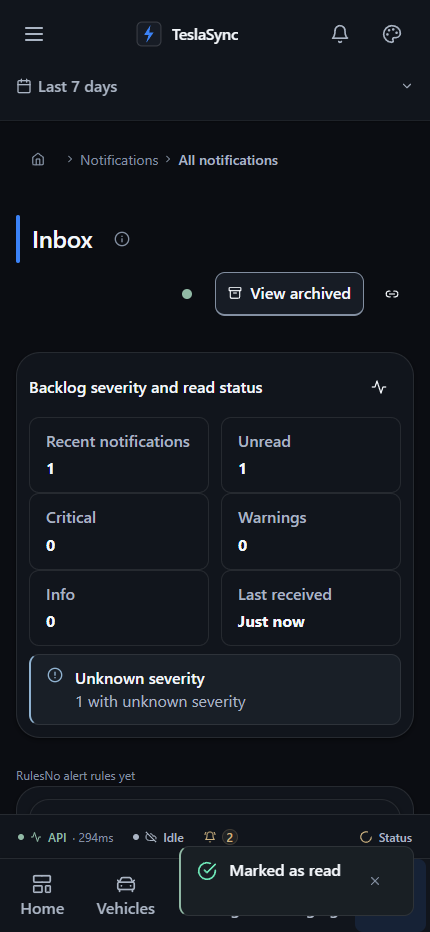 TeslaSync
Last 7 days
Notifications All notifications
Inbox
View archived
Backlog severity and read status
Recent notifications Unread
1 1
Critical Warnings
0 0
Info Last received
0 Just now
Unknown severity
1 with unknown severity
RulesNo alert rules yet
API · 294ms Idle 2 Status
Marked as read
Home Vehicles